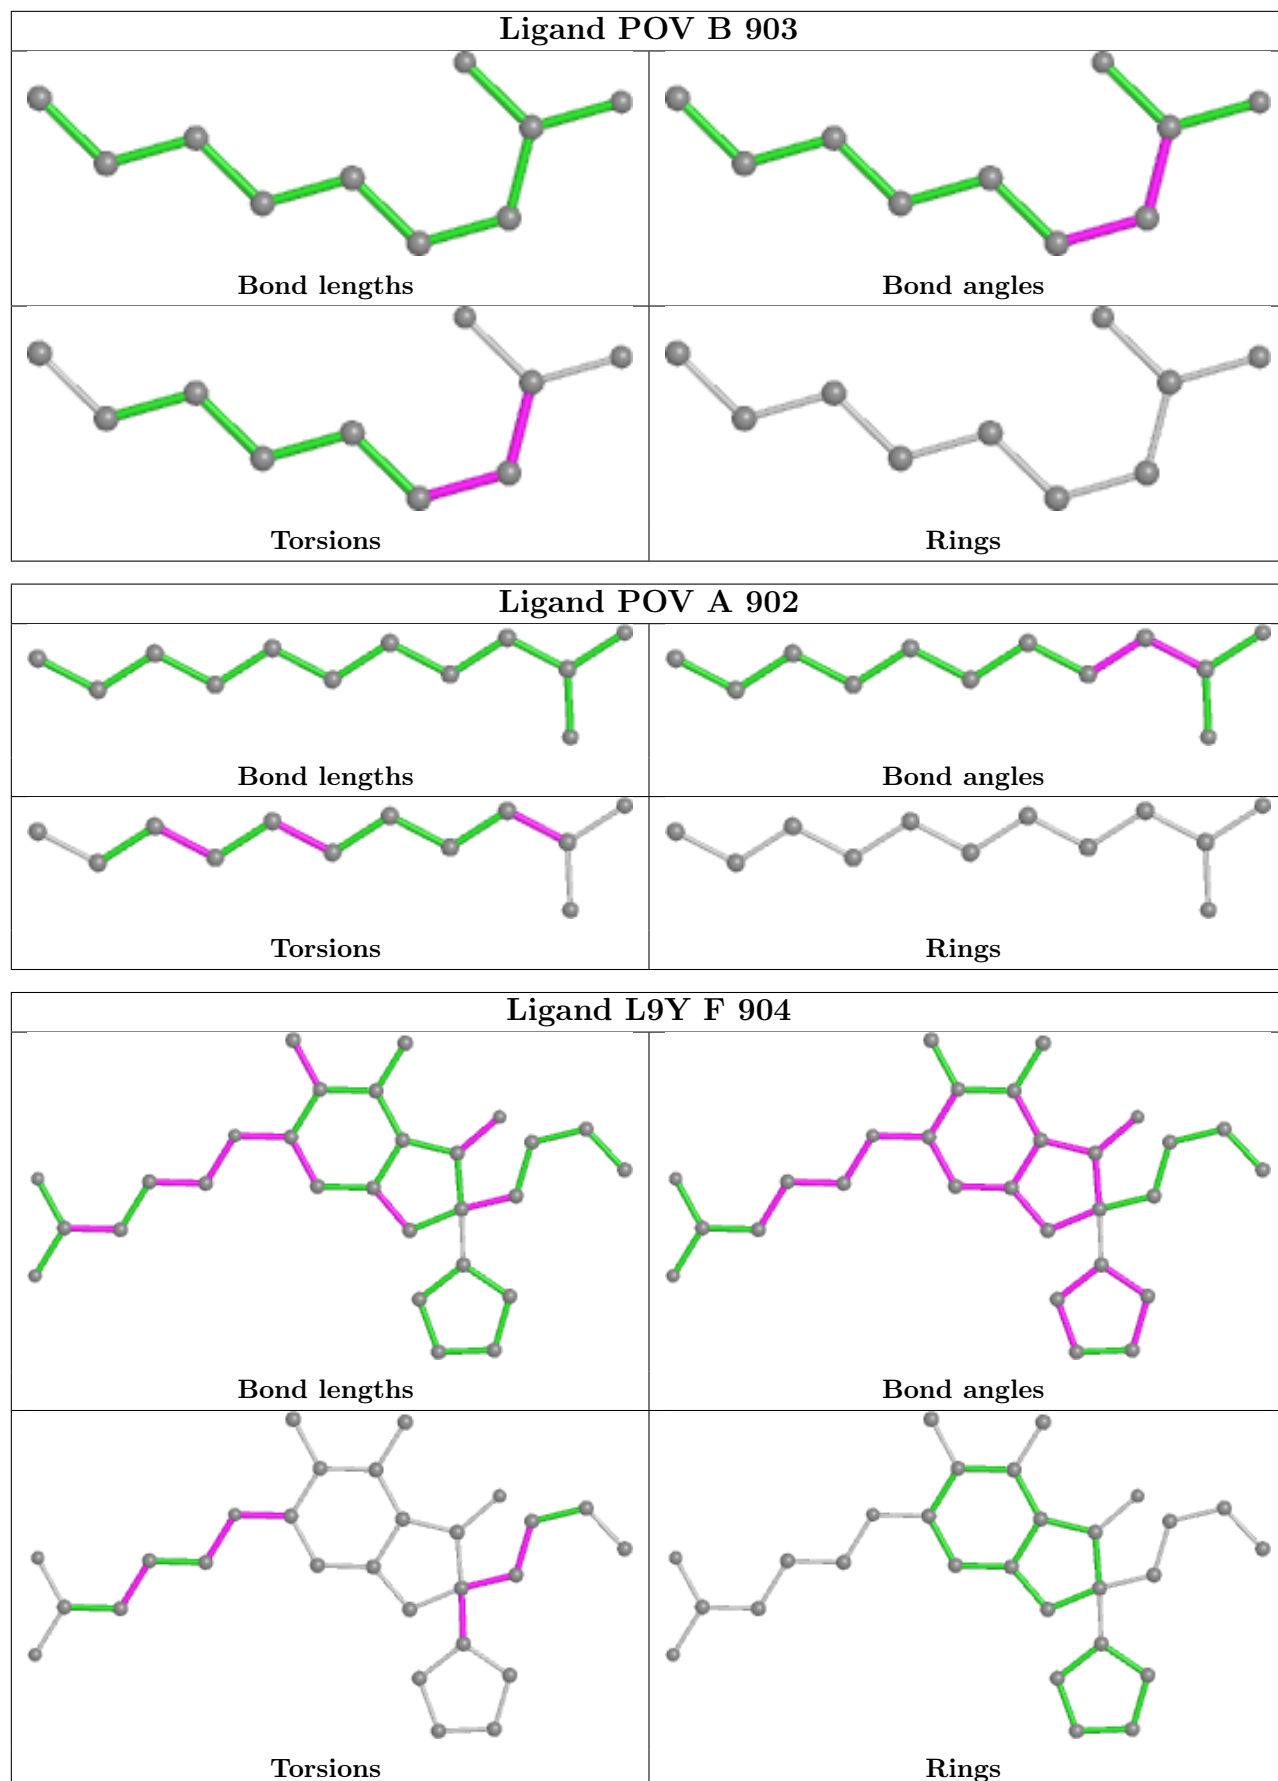 Ligand POV B 903
Bond lengths
Bond angles
Torsions
Rings
Ligand POV A 902
Bond lengths
Bond angles
Torsions
Rings
Ligand L9Y F 904
Bond lengths
Bond angles
Torsions
Rings